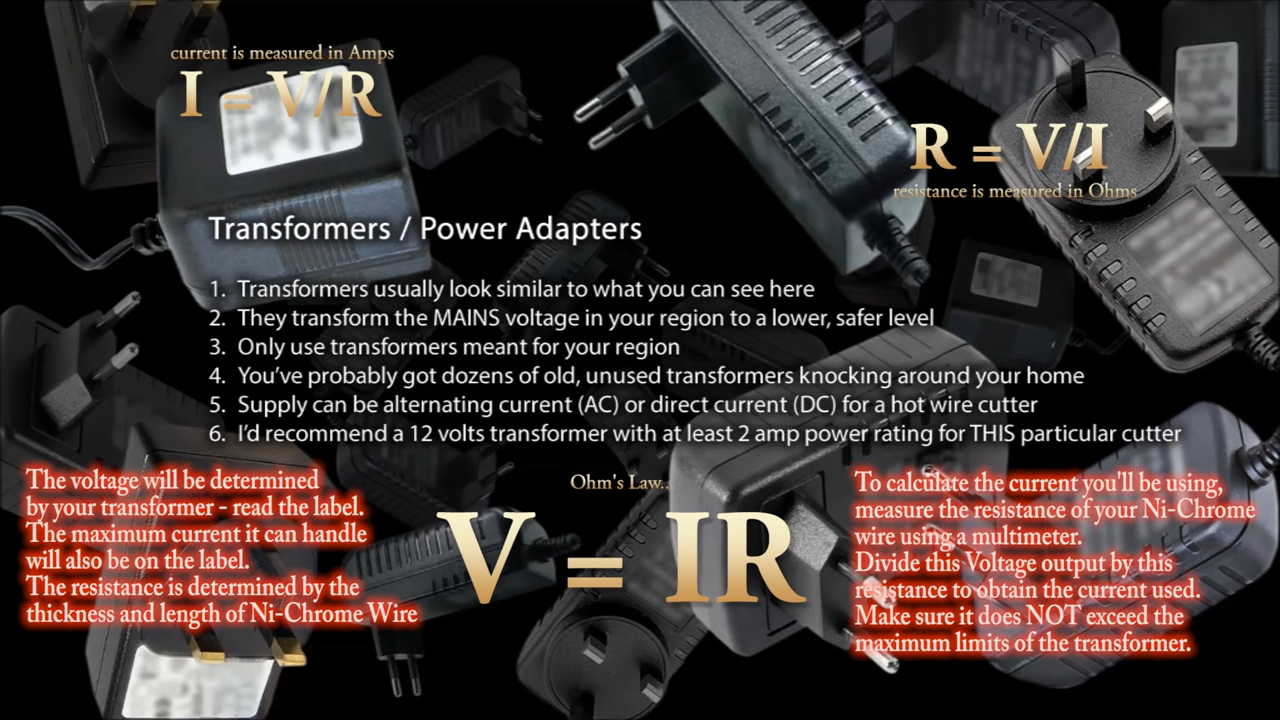 current is measured in Amps
I = V/R
R = V/I
resistance is measured in Ohms
Transformers / Power Adapters
1. Transformers usually look similar to what you can see here
2. They transform the MAINS voltage in your region to a lower, safer level
3. Only use transformers meant for your region
4. You've probably got dozens of old, unused transformers knocking around your home
5. Supply can be alternating current (AC) or direct current (DC) for a hot wire cutter
6. I'd recommend a 12 volts transformer with at least 2 amp power rating for THIS particular cutter
The voltage will be determined
by your transformer - read the label.
The maximum current it can handle
will also be on the label.
The resistance is determined by the
thickness and length of Ni-Chrome Wire
Ohm's Law..
V = IR
To calculate the current you'll be using,
measure the resistance of your Ni-Chrome
wire using a multimeter.
Divide this Voltage output by this
resistance to obtain the current used.
Make sure it does NOT exceed the
maximum limits of the transformer.